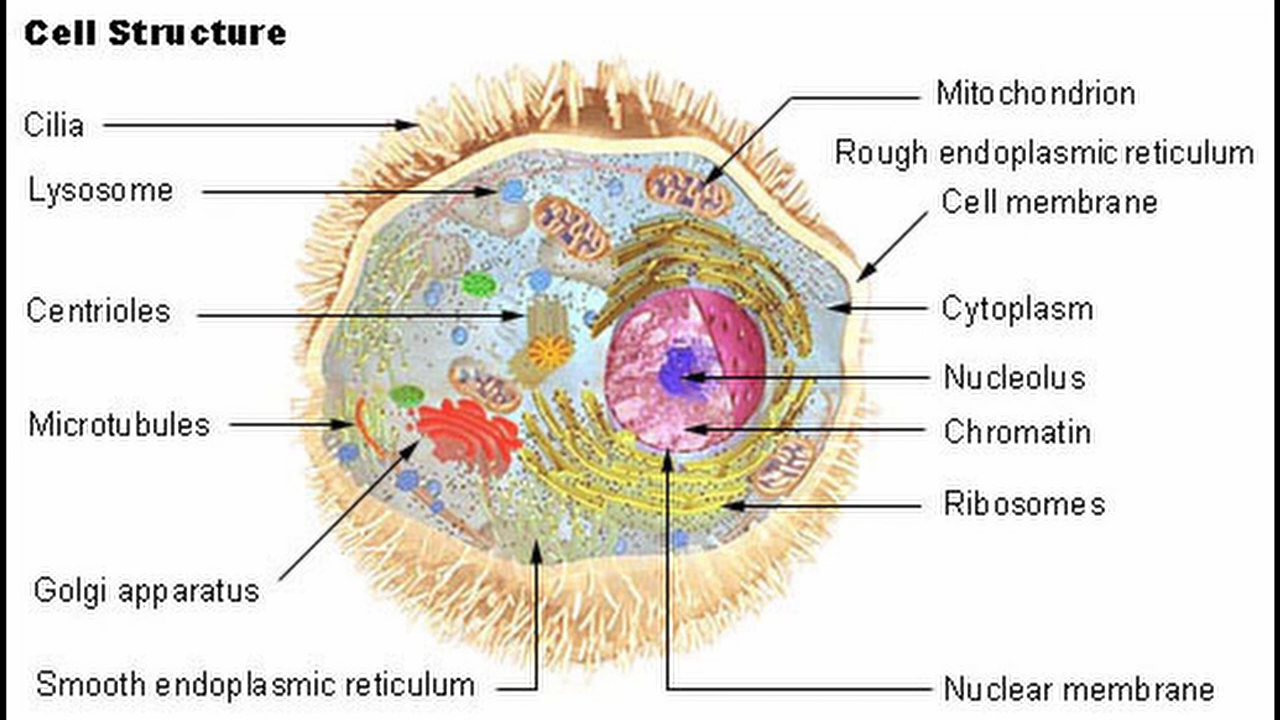 Cell Structure
Cilia
Lysosome
Centrioles
Microtubules
Golgi apparatus
Smooth endoplasmic reticulum
Mitochondrion
Rough endoplasmic reticulum
Cell membrane
Cytoplasm
Nucleolus
Chromatin
Ribosomes
Nuclear membrane